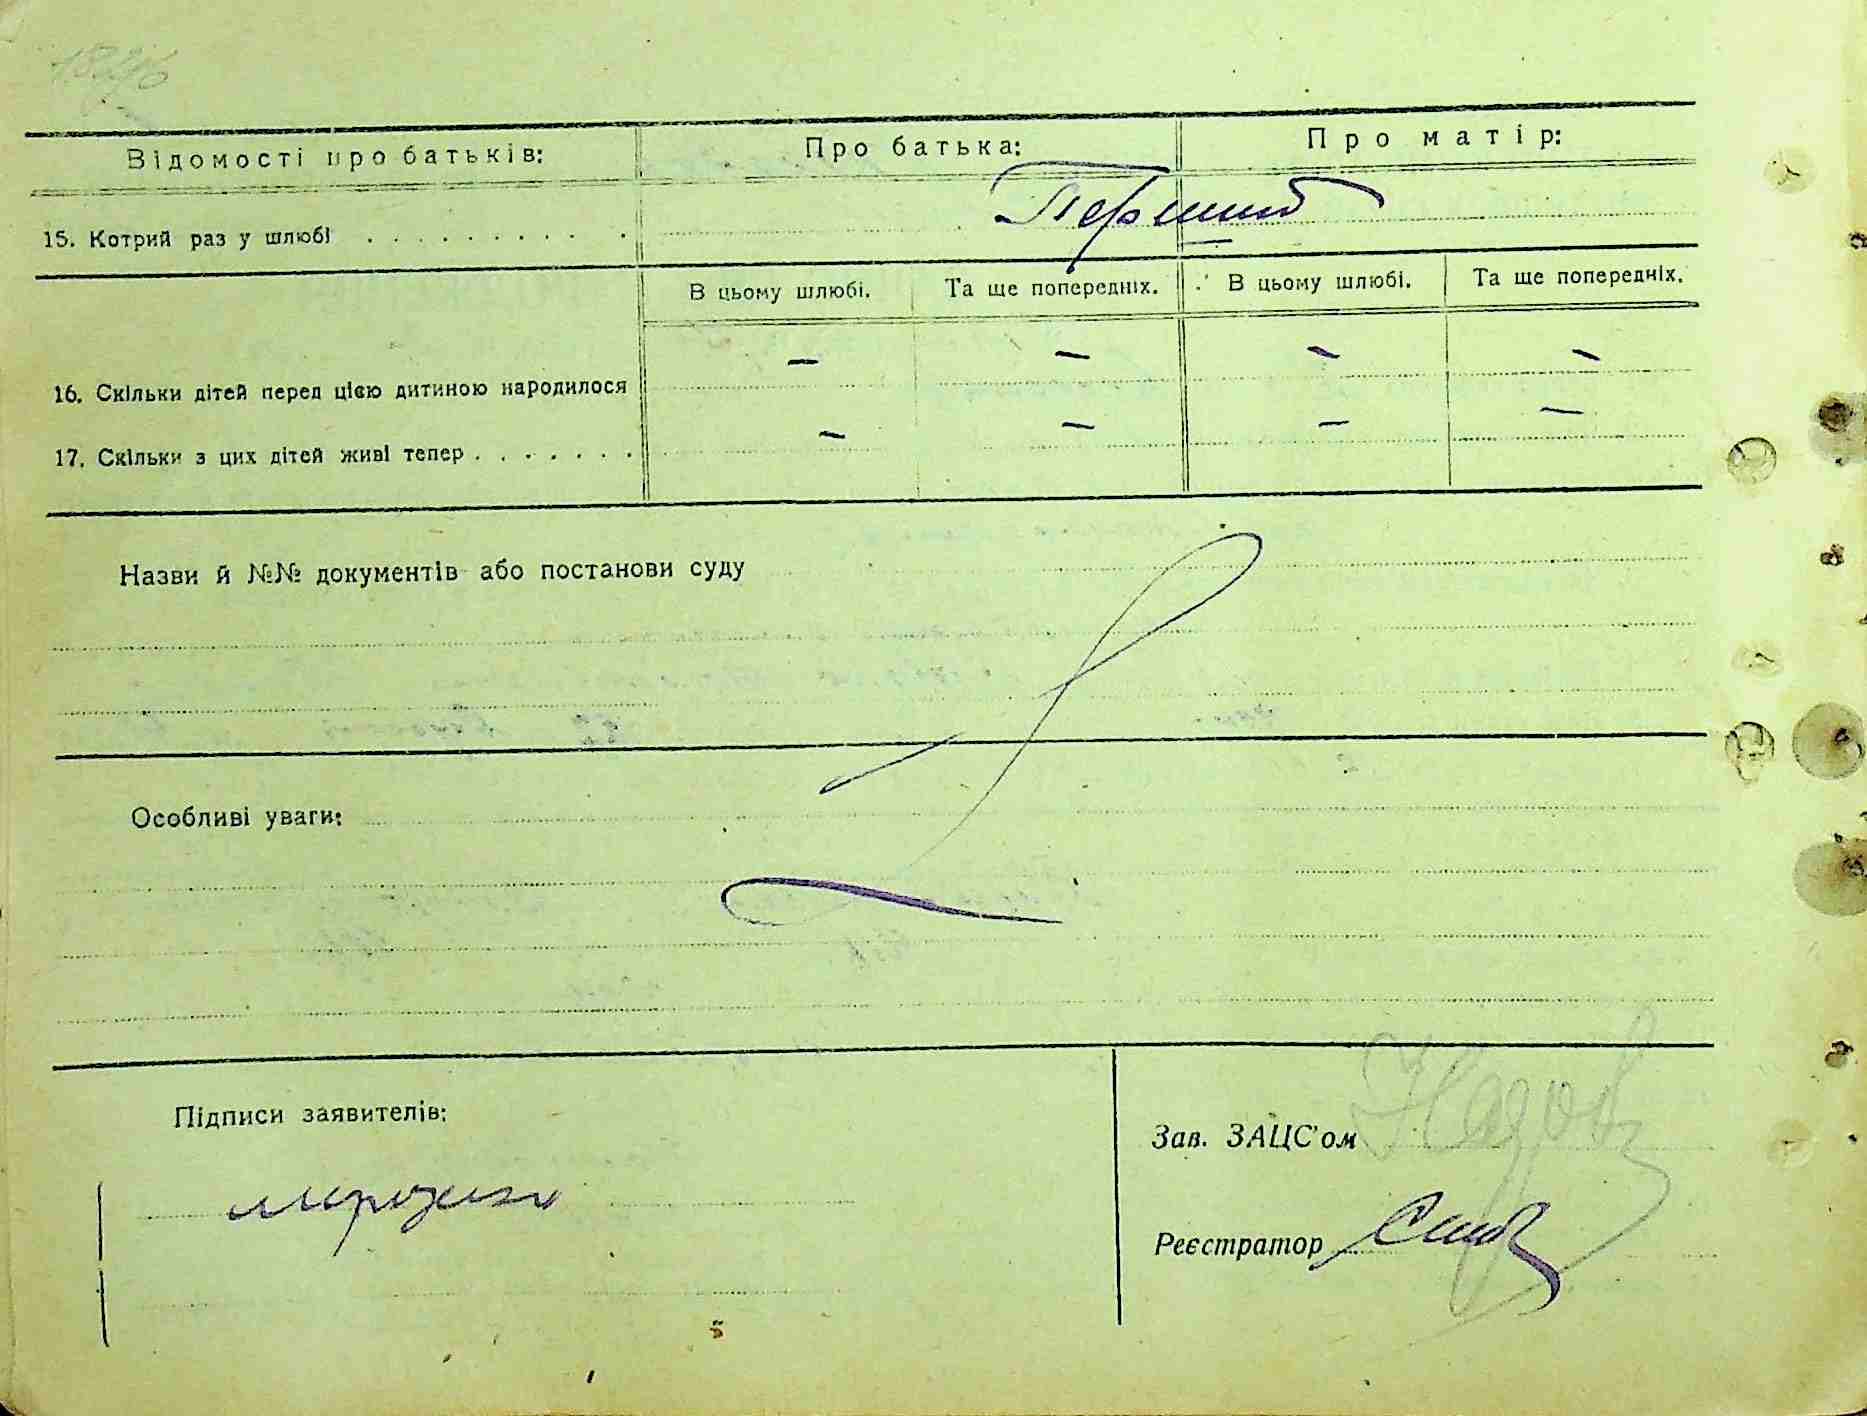 Відомості про батьків: Про батька: Про матір:
15. Котрий раз у шлюбі . . . . . . . . . . Перший
В цьому шлюбі. Та ще попередніх. В цьому шлюбі. Та ще попередніх.
16. Скільки дітей перед цією дитиною народилося — — — —
17. Скільки з цих дітей живі тепер . . . . . . . — — — —
Назви й №№ документів або постанови суду
Особливі уваги:
Підписи заявителів:
Зав. ЗАЦС'ом
Реєстратор